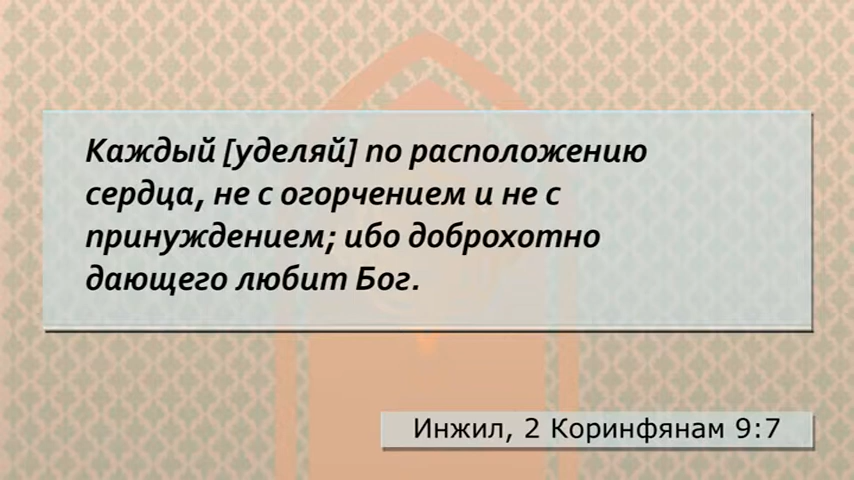 Каждый [уделяй] по расположению
сердца, не с огорчением и не с
принуждением; ибо доброхотно
дающего любит Бог.
Инжил, 2 Коринфянам 9:7